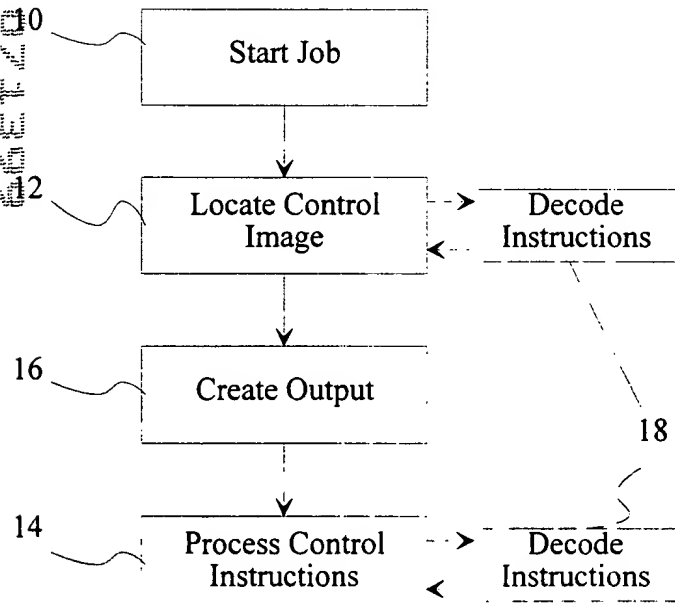 10
Start Job
12
Locate Control
Image
Decode
Instructions
16
Create Output
18
14
Process Control
Instructions
Decode
Instructions